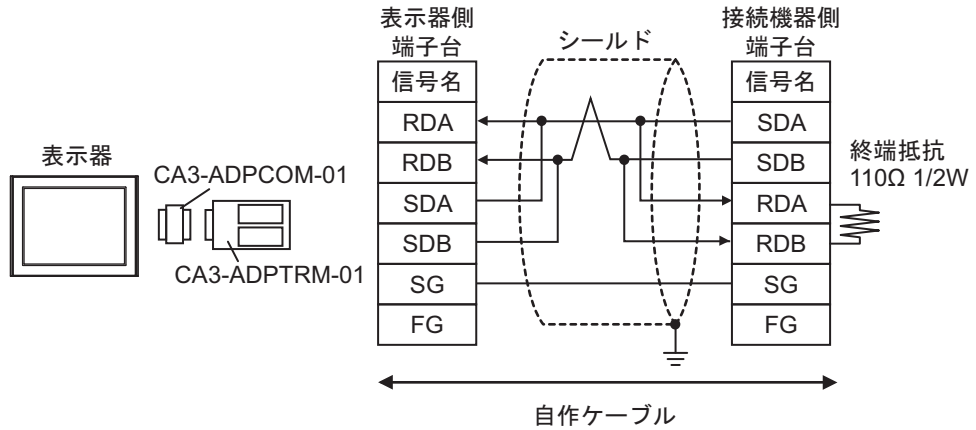 表示器
CA3-ADPCOM-01
CA3-ADPTRM-01
表示器側
端子台
信号名
RDA
RDB
SDA
SDB
SG
FG
シールド
接続機器側
端子台
信号名
SDA
SDB
RDA
RDB
SG
FG
終端抵抗
110Ω 1/2W
自作ケーブル